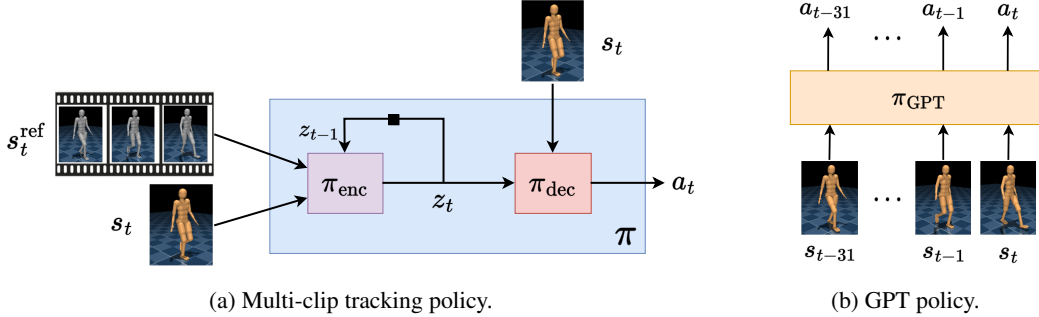 s_t
s_t^ref
z_{t−1}
π_enc
z_t
π_dec
a_t
s_t
π
(a) Multi-clip tracking policy.
a_{t−31} ... a_{t−1} a_t
π_GPT
...
s_{t−31} s_{t−1} s_t
(b) GPT policy.